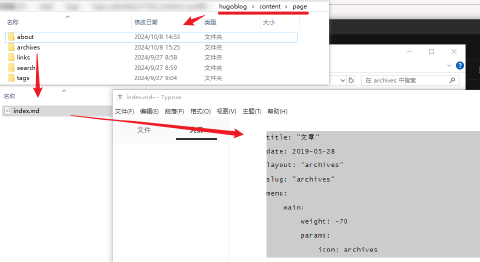 hugoblog > content > page
名称 修改日期 类型 大小
about 2024/10/8 14:53 文件夹
archives 2024/10/8 15:25 文件夹
links 2024/9/27 8:58 文件夹
search 2024/9/27 8:59 文件夹
tags 2024/9/27 9:04 文件夹
在 archives 中搜索
名称
index.md
index.md• - Typora
文件(F) 编辑(E) 段落(P) 格式(O) 视图(V) 主题(T) 帮助(H)
文件
title: "文章"
date: 2019-05-28
layout: "archives"
slug: "archives"
menu:
main:
weight: -70
params:
icon: archives